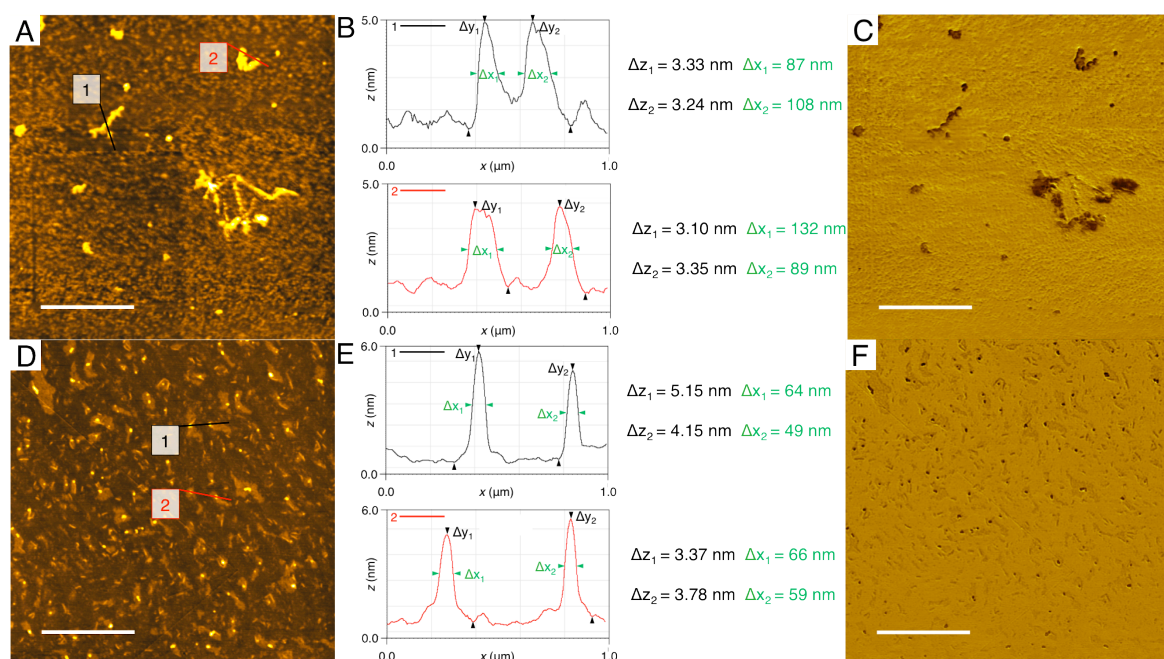 A
1
2
B
5.0
1
Δy1
Δy2
Δx1
Δx2
z (nm)
0.0
0.0
x (µm)
1.0
Δz1 = 3.33 nm Δx1 = 87 nm
Δz2 = 3.24 nm Δx2 = 108 nm
5.0
2
Δy1
Δy2
Δx1
Δx2
z (nm)
0.0
0.0
x (µm)
1.0
Δz1 = 3.10 nm Δx1 = 132 nm
Δz2 = 3.35 nm Δx2 = 89 nm
C
D
1
2
E
6.0
1
Δy1
Δy2
Δx1
Δx2
z (nm)
0.0
0.0
x (µm)
1.0
Δz1 = 5.15 nm Δx1 = 64 nm
Δz2 = 4.15 nm Δx2 = 49 nm
6.0
2
Δy1
Δy2
Δx1
Δx2
z (nm)
0.0
0.0
x (µm)
1.0
Δz1 = 3.37 nm Δx1 = 66 nm
Δz2 = 3.78 nm Δx2 = 59 nm
F